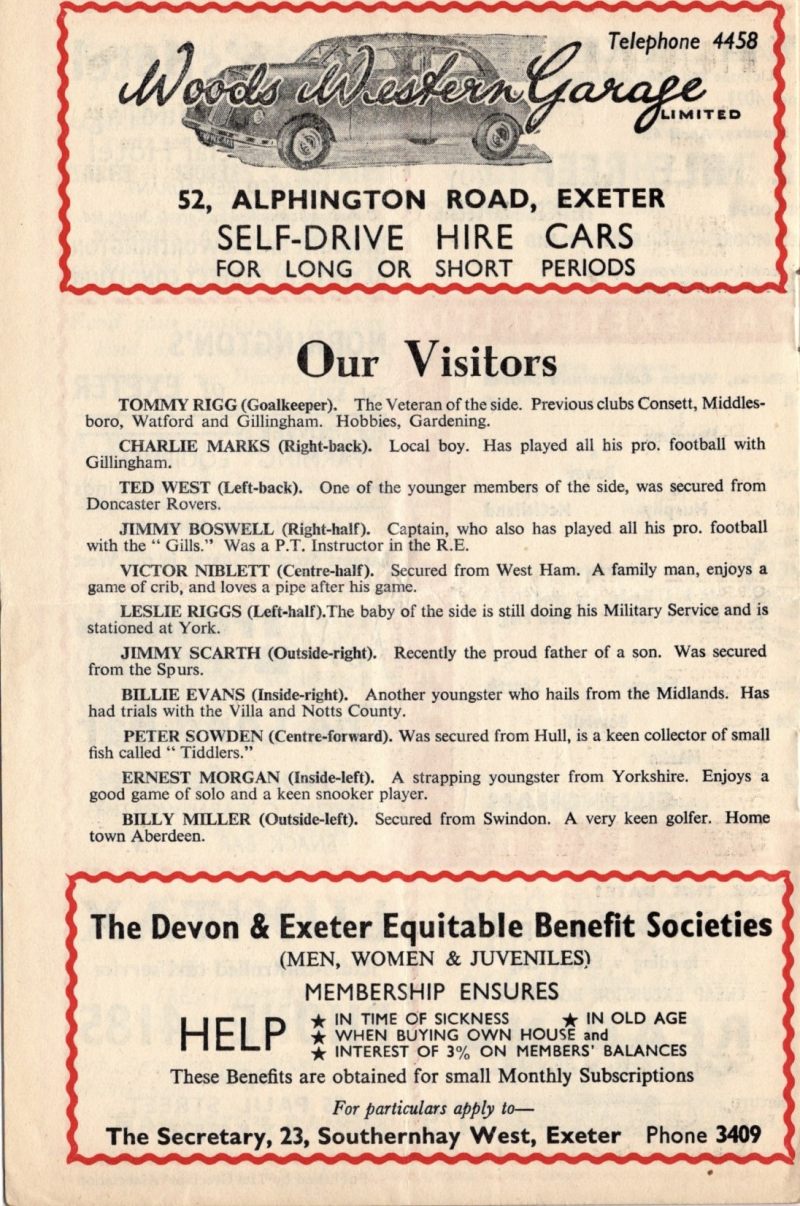 Telephone 4458
Woods Western Garage
LIMITED
52, ALPHINGTON ROAD, EXETER
SELF-DRIVE HIRE CARS
FOR LONG OR SHORT PERIODS
Our Visitors
TOMMY RIGG (Goalkeeper). The Veteran of the side. Previous clubs Consett, Middles-
boro, Watford and Gillingham. Hobbies, Gardening.
CHARLIE MARKS (Right-back). Local boy. Has played all his pro. football with
Gillingham.
TED WEST (Left-back). One of the younger members of the side, was secured from
Doncaster Rovers.
JIMMY BOSWELL (Right-half). Captain, who also has played all his pro. football
with the “ Gills.” Was a P.T. Instructor in the R.E.
VICTOR NIBLETT (Centre-half). Secured from West Ham. A family man, enjoys a
game of crib, and loves a pipe after his game.
LESLIE RIGGS (Left-half).The baby of the side is still doing his Military Service and is
stationed at York.
JIMMY SCARTH (Outside-right). Recently the proud father of a son. Was secured
from the Spurs.
BILLIE EVANS (Inside-right). Another youngster who hails from the Midlands. Has
had trials with the Villa and Notts County.
PETER SOWDEN (Centre-forward). Was secured from Hull, is a keen collector of small
fish called “ Tiddlers.”
ERNEST MORGAN (Inside-left). A strapping youngster from Yorkshire. Enjoys a
good game of solo and a keen snooker player.
BILLY MILLER (Outside-left). Secured from Swindon. A very keen golfer. Home
town Aberdeen.
The Devon & Exeter Equitable Benefit Societies
(MEN, WOMEN & JUVENILES)
MEMBERSHIP ENSURES
HELP
★ IN TIME OF SICKNESS ★ IN OLD AGE
★ WHEN BUYING OWN HOUSE and
★ INTEREST OF 3% ON MEMBERS' BALANCES
These Benefits are obtained for small Monthly Subscriptions
For particulars apply to—
The Secretary, 23, Southernhay West, Exeter Phone 3409